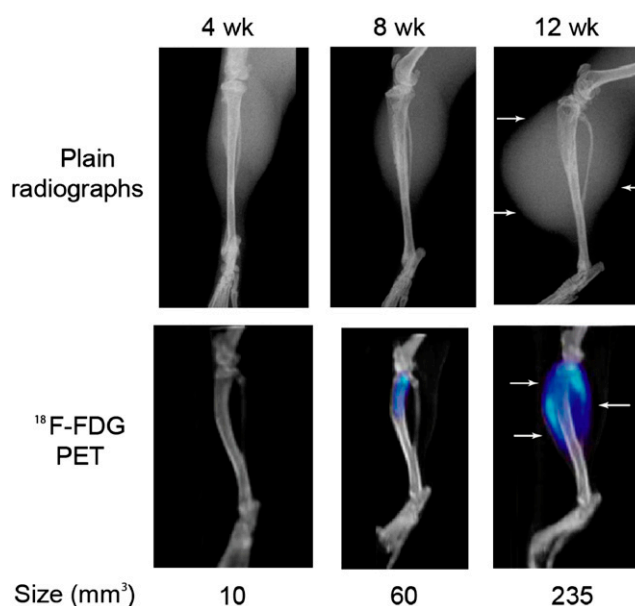 4 wk 8 wk 12 wk
Plain
radiographs
¹⁸F-FDG
PET
Size (mm³) 10 60 235